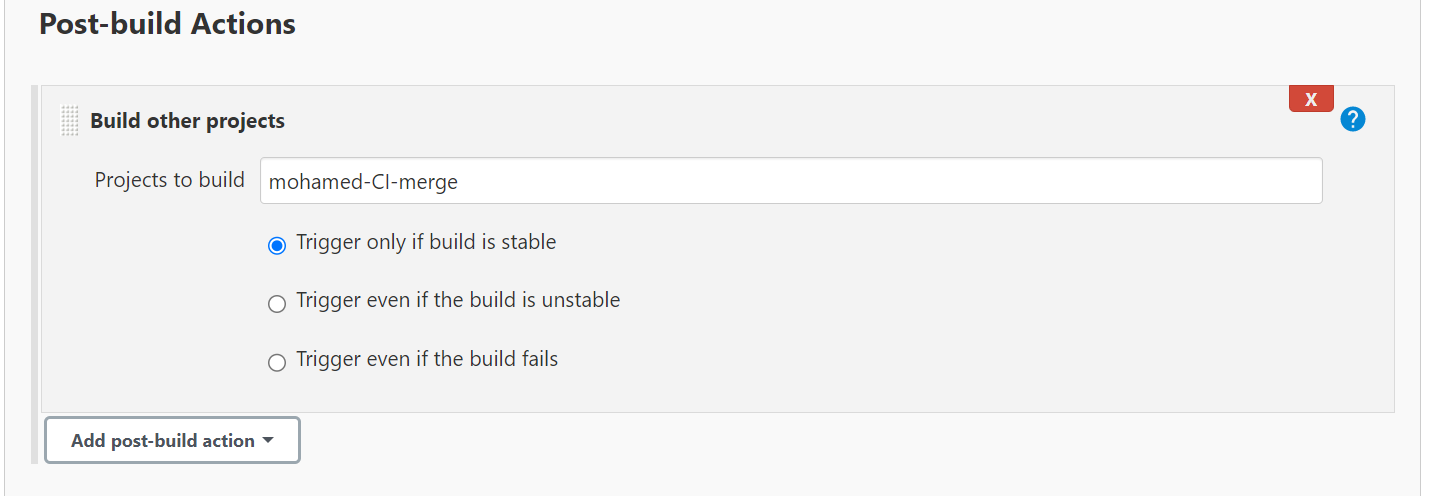 Post-build Actions
X
Build other projects
?
Projects to build
mohamed-CI-merge
Trigger only if build is stable
Trigger even if the build is unstable
Trigger even if the build fails
Add post-build action